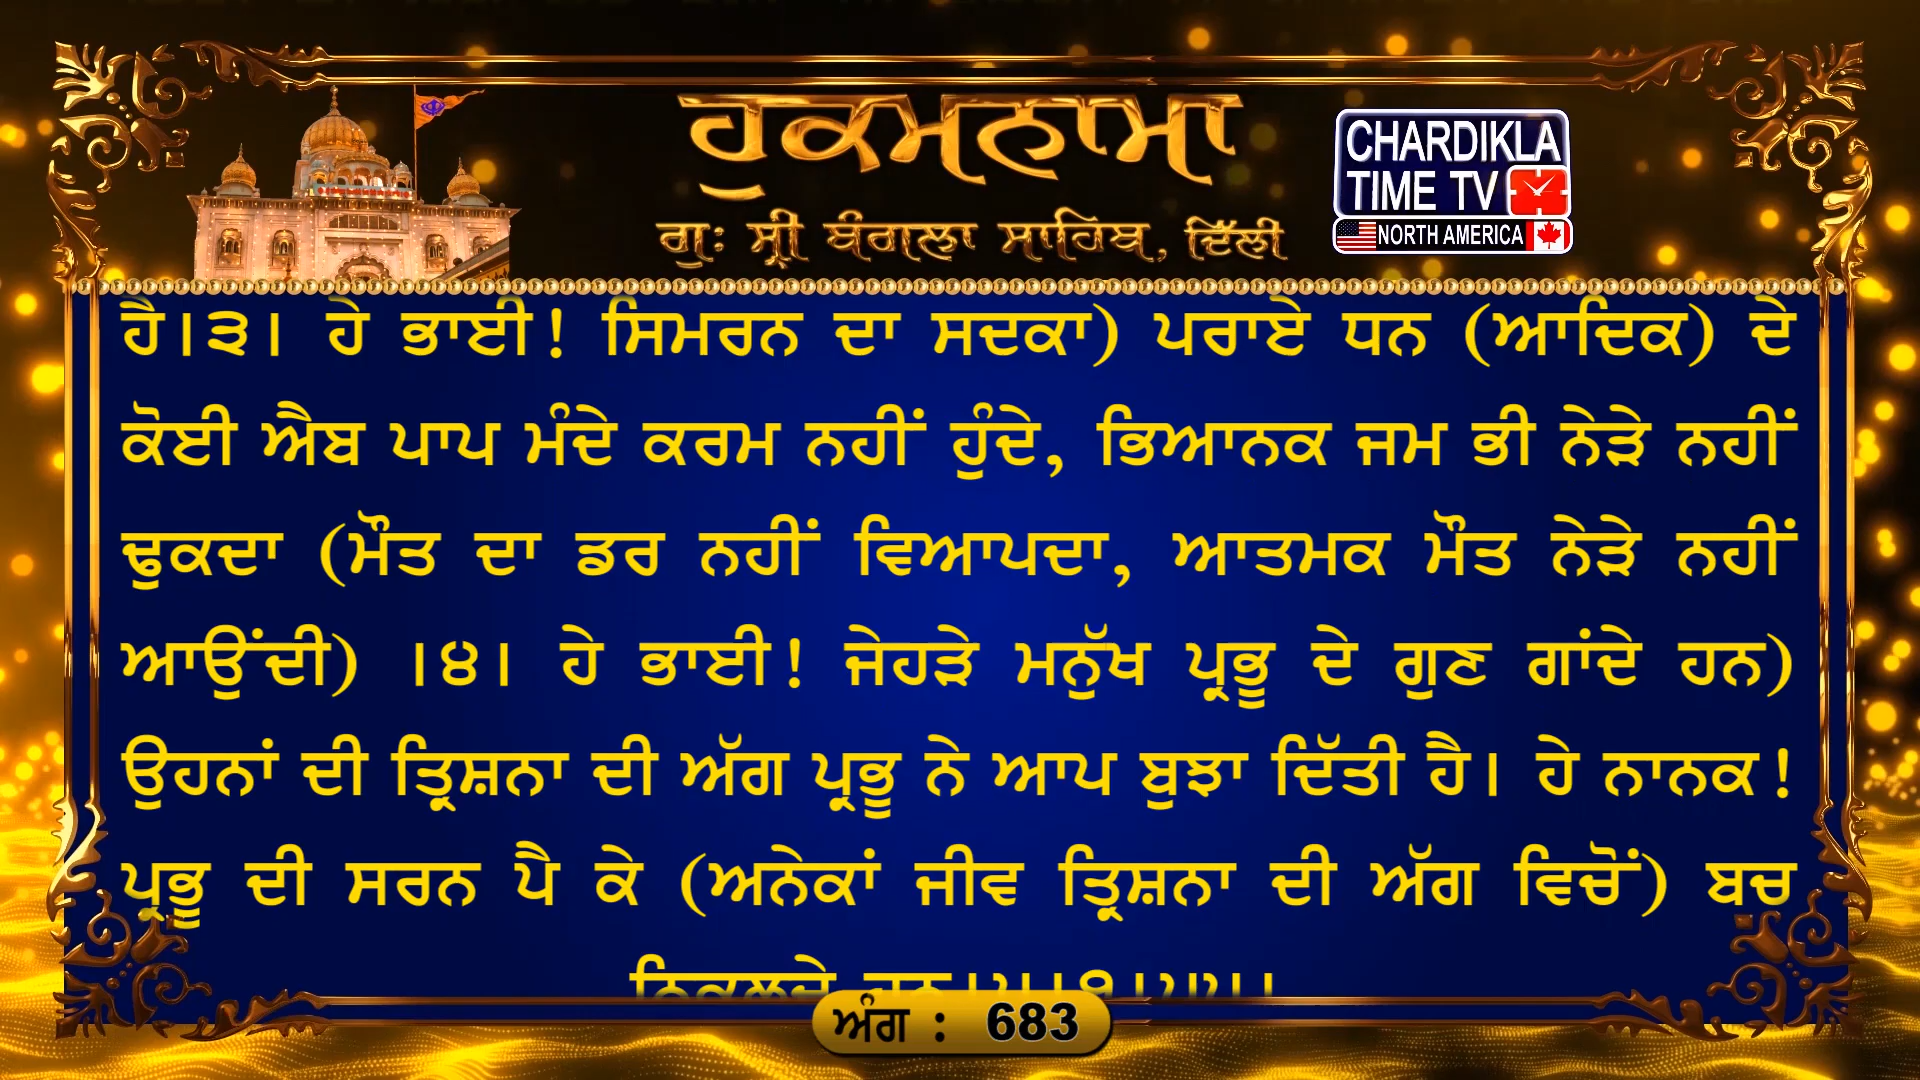 ਹੁਕਮਨਾਮਾ
ਗੁਃ ਸ੍ਰੀ ਬੰਗਲਾ ਸਾਹਿਬ, ਦਿੱਲੀ
CHARDIKLA
TIME TV
NORTH AMERICA
ਹੈ।੩। ਹੇ ਭਾਈ! ਸਿਮਰਨ ਦਾ ਸਦਕਾ) ਪਰਾਏ ਧਨ (ਆਦਿਕ) ਦੇ
ਕੋਈ ਐਬ ਪਾਪ ਮੰਦੇ ਕਰਮ ਨਹੀਂ ਹੁੰਦੇ, ਭਿਆਨਕ ਜਮ ਭੀ ਨੇੜੇ ਨਹੀਂ
ਢੁਕਦਾ (ਮੌਤ ਦਾ ਡਰ ਨਹੀਂ ਵਿਆਪਦਾ, ਆਤਮਕ ਮੌਤ ਨੇੜੇ ਨਹੀਂ
ਆਉਂਦੀ) ।੪। ਹੇ ਭਾਈ! ਜੇਹੜੇ ਮਨੁੱਖ ਪ੍ਰਭੂ ਦੇ ਗੁਣ ਗਾਂਦੇ ਹਨ)
ਉਹਨਾਂ ਦੀ ਤ੍ਰਿਸ਼ਨਾ ਦੀ ਅੱਗ ਪ੍ਰਭੂ ਨੇ ਆਪ ਬੁਝਾ ਦਿੱਤੀ ਹੈ। ਹੇ ਨਾਨਕ!
ਪ੍ਰਭੂ ਦੀ ਸਰਨ ਪੈ ਕੇ (ਅਨੇਕਾਂ ਜੀਵ ਤ੍ਰਿਸ਼ਨਾ ਦੀ ਅੱਗ ਵਿਚੋਂ) ਬਚ
ਅੰਗ : 683